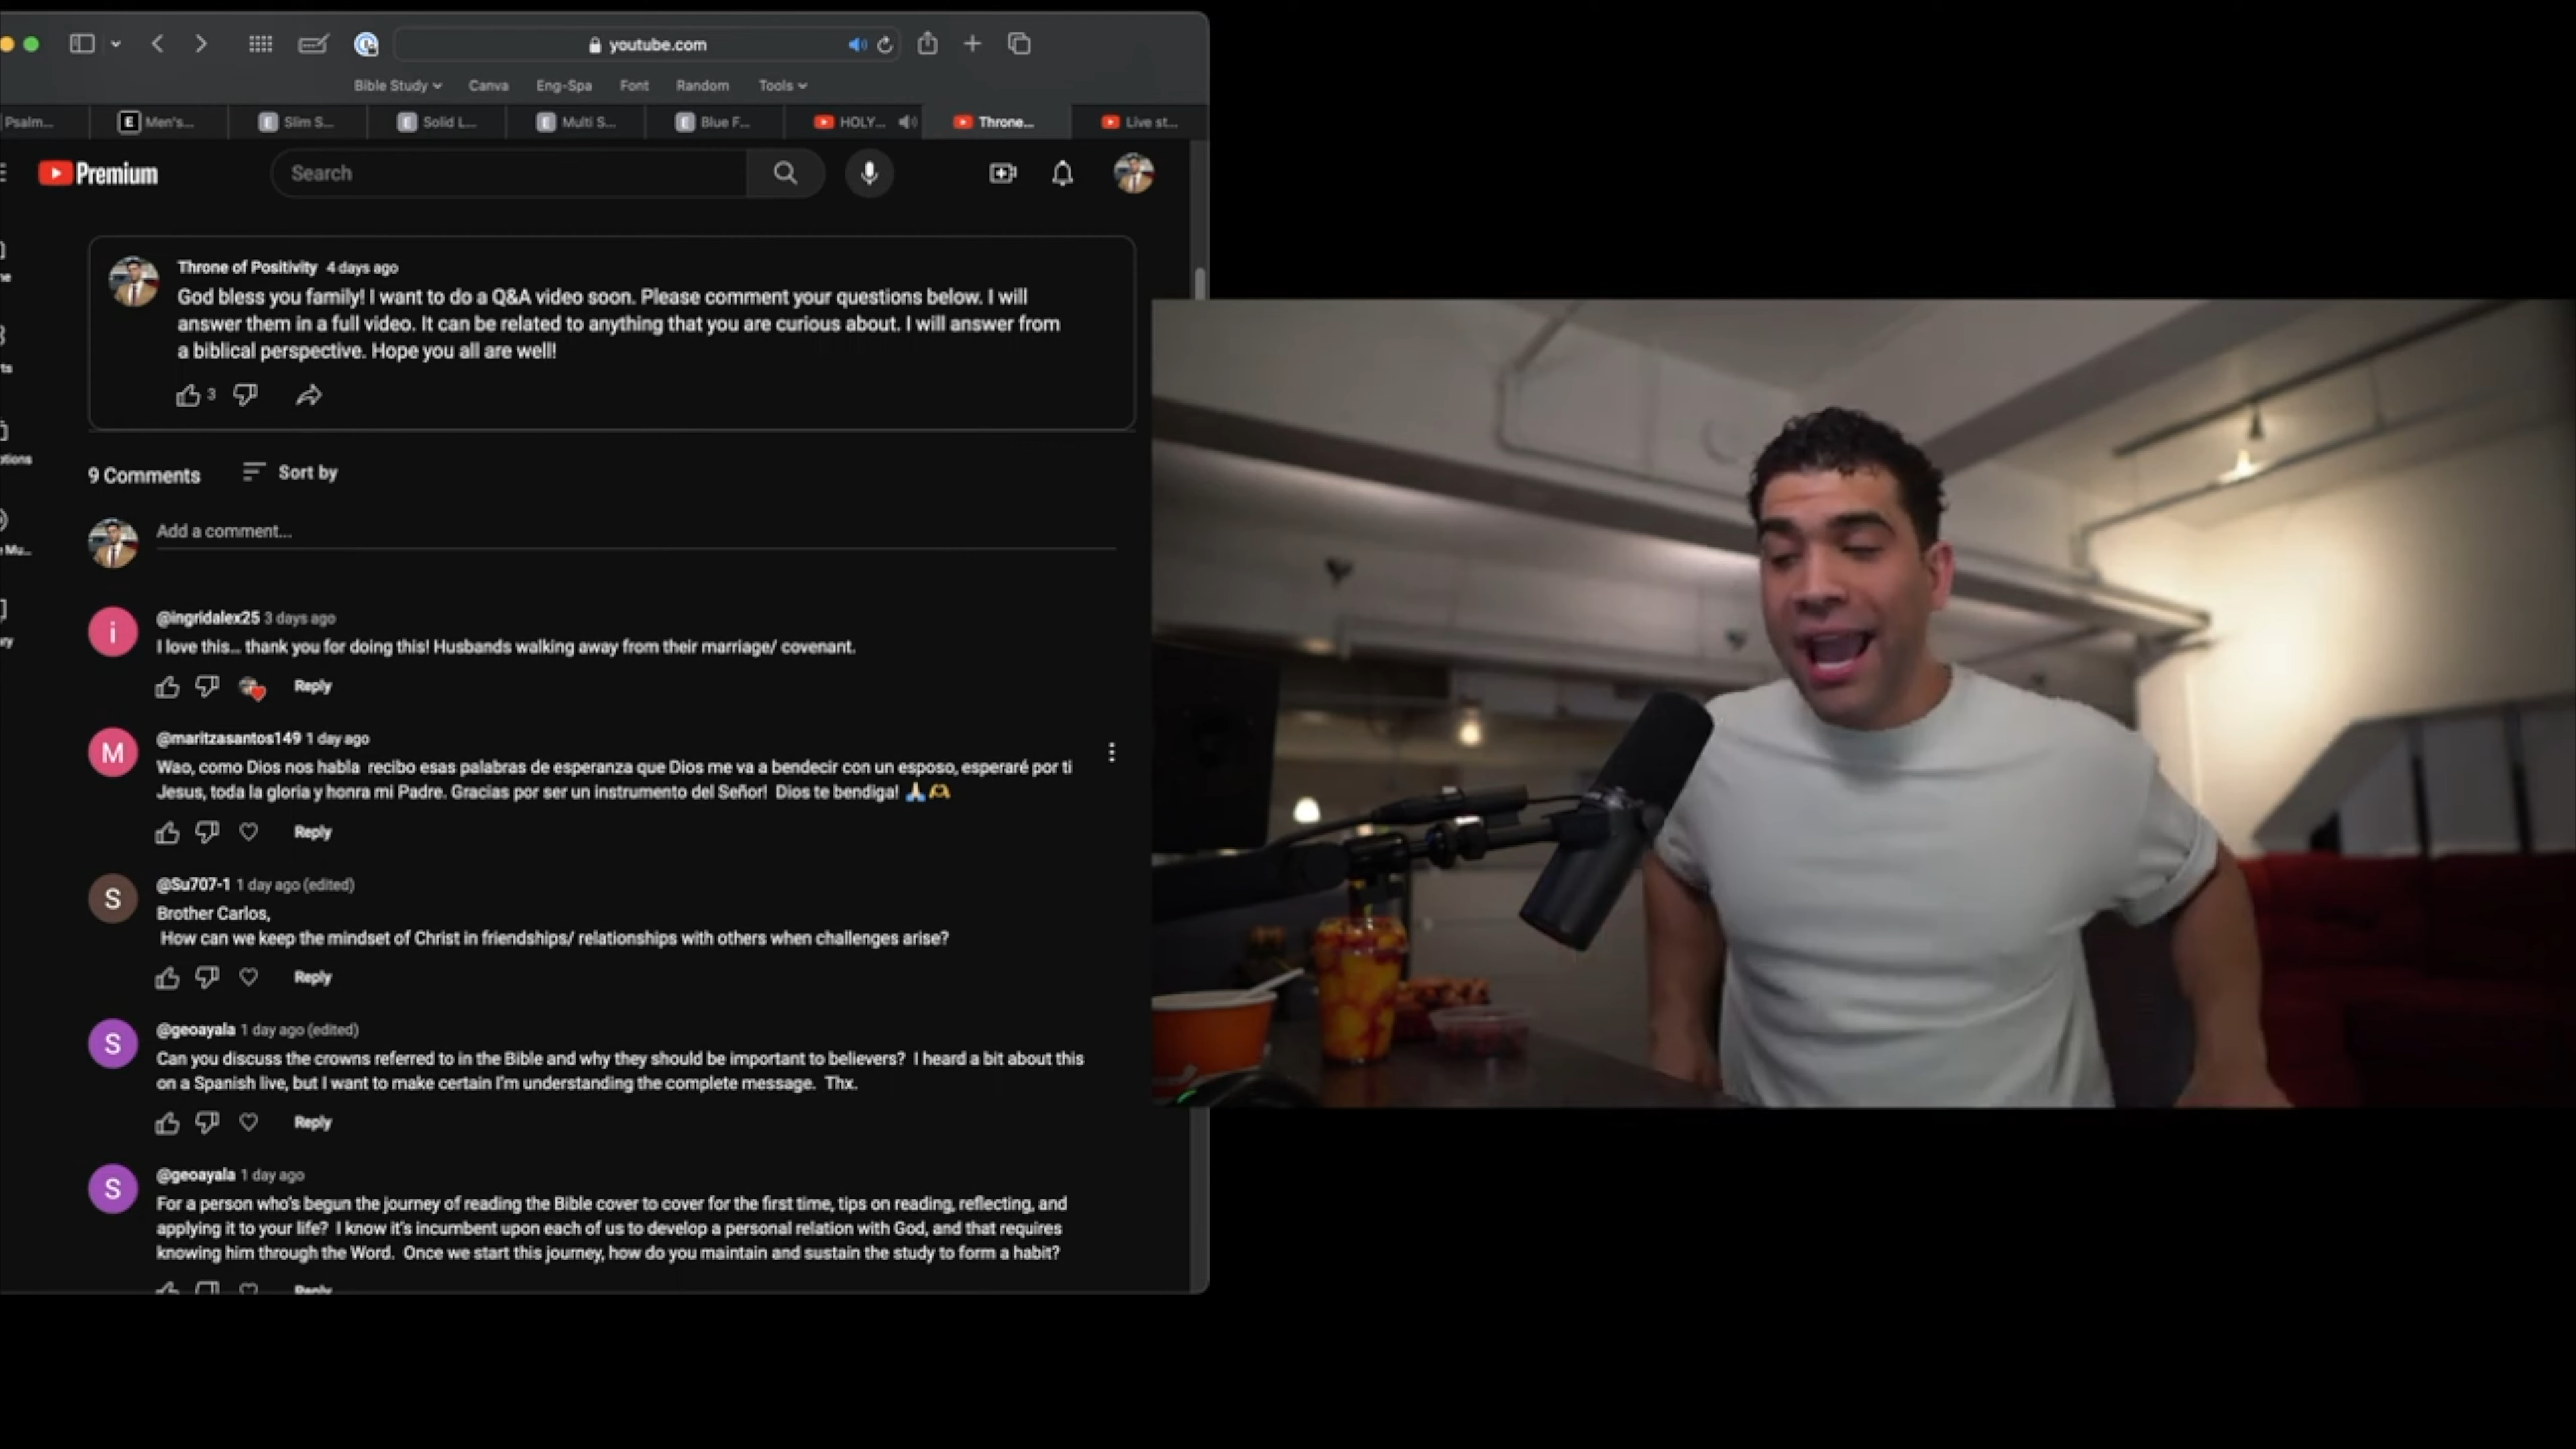 youtube.com
Bible Study Canva Eng-Spa Font Random Tools
Psalm... Men's... Slim S... Solid L... Multi S... Blue F... HOLY... Throne... Live st...
Premium
Search
Throne of Positivity 4 days ago
God bless you family! I want to do a Q&A video soon. Please comment your questions below. I will
answer them in a full video. It can be related to anything that you are curious about. I will answer from
a biblical perspective. Hope you all are well!
3
9 Comments Sort by
Add a comment...
@ingridalex25 3 days ago
I love this... thank you for doing this! Husbands walking away from their marriage/ covenant.
Reply
@maritzasantos149 1 day ago
Wao, como Dios nos habla recibo esas palabras de esperanza que Dios me va a bendecir con un esposo, esperaré por ti
Jesus, toda la gloria y honra mi Padre. Gracias por ser un instrumento del Señor! Dios te bendiga! 🙏🫶
Reply
@Su707-1 1 day ago (edited)
Brother Carlos,
How can we keep the mindset of Christ in friendships/ relationships with others when challenges arise?
Reply
@geoayala 1 day ago (edited)
Can you discuss the crowns referred to in the Bible and why they should be important to believers? I heard a bit about this
on a Spanish live, but I want to make certain I'm understanding the complete message. Thx.
Reply
@geoayala 1 day ago
For a person who's begun the journey of reading the Bible cover to cover for the first time, tips on reading, reflecting, and
applying it to your life? I know it's incumbent upon each of us to develop a personal relation with God, and that requires
knowing him through the Word. Once we start this journey, how do you maintain and sustain the study to form a habit?
Reply